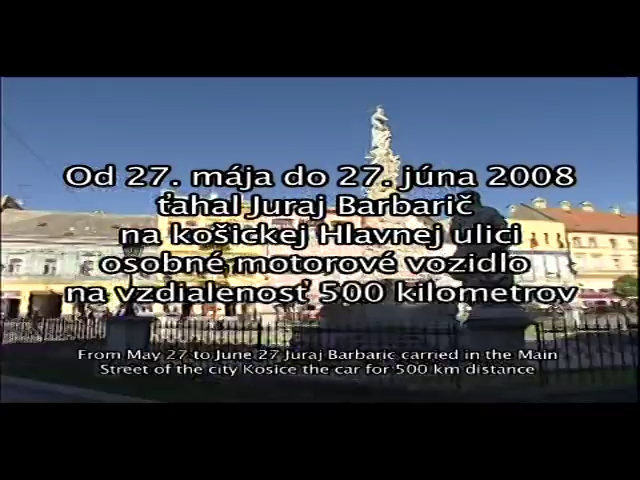 Od 27. mája do 27. júna 2008
ťahal Juraj Barbarič
na košickej Hlavnej ulici
osobné motorové vozidlo
na vzdialenosť 500 kilometrov
From May 27 to June 27 Juraj Barbaric carried in the Main
Street of the city Kosice the car for 500 km distance